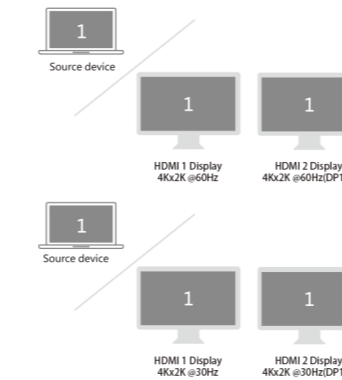 1
Source device
1
1
HDMI 1 Display
4Kx2K @60Hz
HDMI 2 Display
4Kx2K @60Hz(DP1
1
Source device
1
1
HDMI 1 Display
4Kx2K @30Hz
HDMI 2 Display
4Kx2K @30Hz(DP1